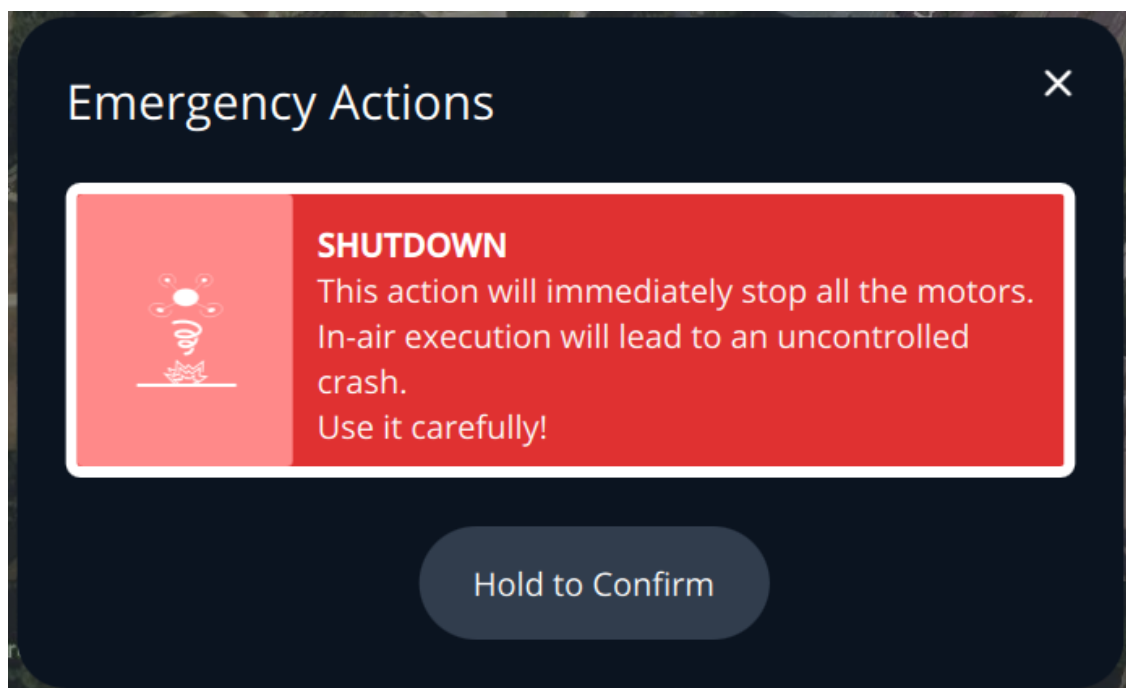 Emergency Actions
SHUTDOWN
This action will immediately stop all the motors.
In-air execution will lead to an uncontrolled
crash.
Use it carefully!
Hold to Confirm